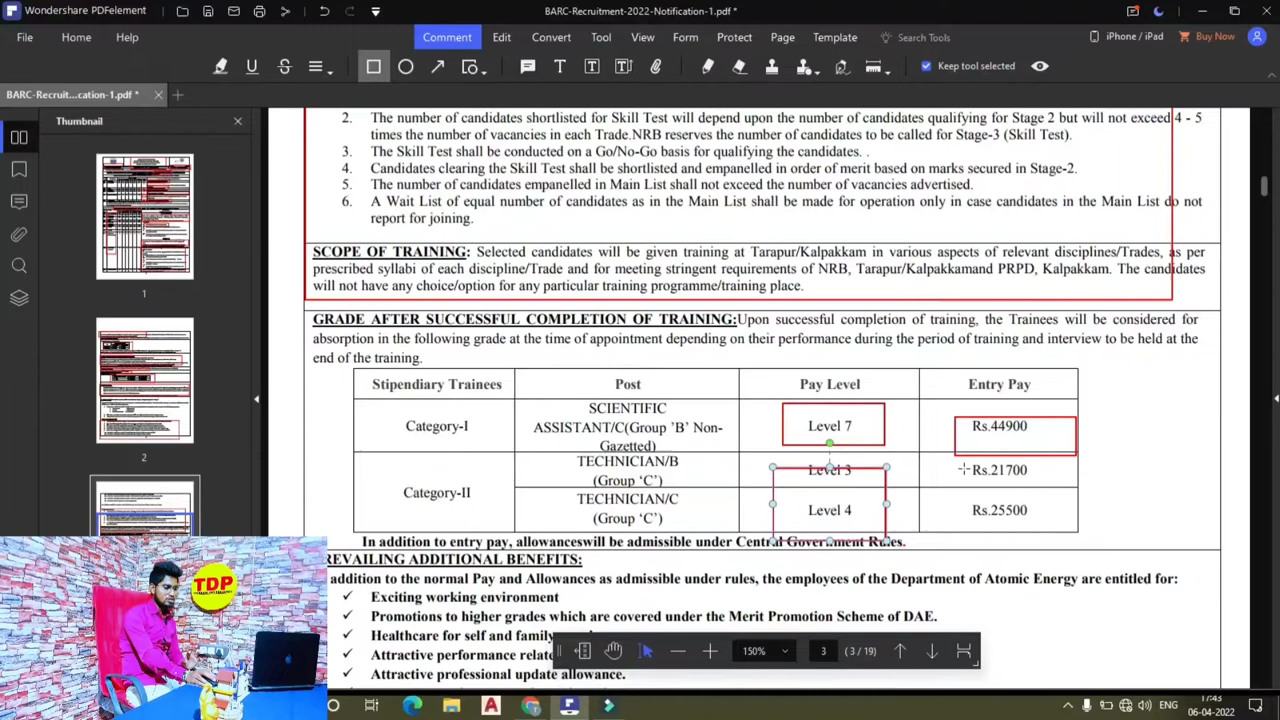 Wondershare PDFelement
BARC-Recruitment-2022-Notification-1.pdf *
File Home Help Comment Edit Convert Tool View Form Protect Page Template Search Tools iPhone / iPad Buy Now
Keep tool selected
BARC-Recruit...cation-1.pdf *
Thumbnail
1
2
2. The number of candidates shortlisted for Skill Test will depend upon the number of candidates qualifying for Stage 2 but will not exceed 4 - 5
times the number of vacancies in each Trade.NRB reserves the number of candidates to be called for Stage-3 (Skill Test).
3. The Skill Test shall be conducted on a Go/No-Go basis for qualifying the candidates. .
4. Candidates clearing the Skill Test shall be shortlisted and empanelled in order of merit based on marks secured in Stage-2.
5. The number of candidates empanelled in Main List shall not exceed the number of vacancies advertised.
6. A Wait List of equal number of candidates as in the Main List shall be made for operation only in case candidates in the Main List do not
report for joining.
SCOPE OF TRAINING: Selected candidates will be given training at Tarapur/Kalpakkam in various aspects of relevant disciplines/Trades, as per
prescribed syllabi of each discipline/Trade and for meeting stringent requirements of NRB, Tarapur/Kalpakkamand PRPD, Kalpakkam. The candidates
will not have any choice/option for any particular training programme/training place.
GRADE AFTER SUCCESSFUL COMPLETION OF TRAINING:Upon successful completion of training, the Trainees will be considered for
absorption in the following grade at the time of appointment depending on their performance during the period of training and interview to be held at the
end of the training.
Stipendiary Trainees Post Pay Level Entry Pay
Category-I
SCIENTIFIC
ASSISTANT/C(Group 'B' Non-
Gazetted)
Level 7
Rs.44900
Category-II
TECHNICIAN/B
(Group 'C')
Level 3
Rs.21700
TECHNICIAN/C
(Group 'C')
Level 4
Rs.25500
In addition to entry pay, allowanceswill be admissible under Central Government Rules.
REVAILING ADDITIONAL BENEFITS:
addition to the normal Pay and Allowances as admissible under rules, the employees of the Department of Atomic Energy are entitled for:
✓ Exciting working environment
✓ Promotions to higher grades which are covered under the Merit Promotion Scheme of DAE.
✓ Healthcare for self and family
✓ Attractive performance relate
✓ Attractive professional update allowance.
150% 3 (3 / 19)
TDP
17:43
06-04-2022